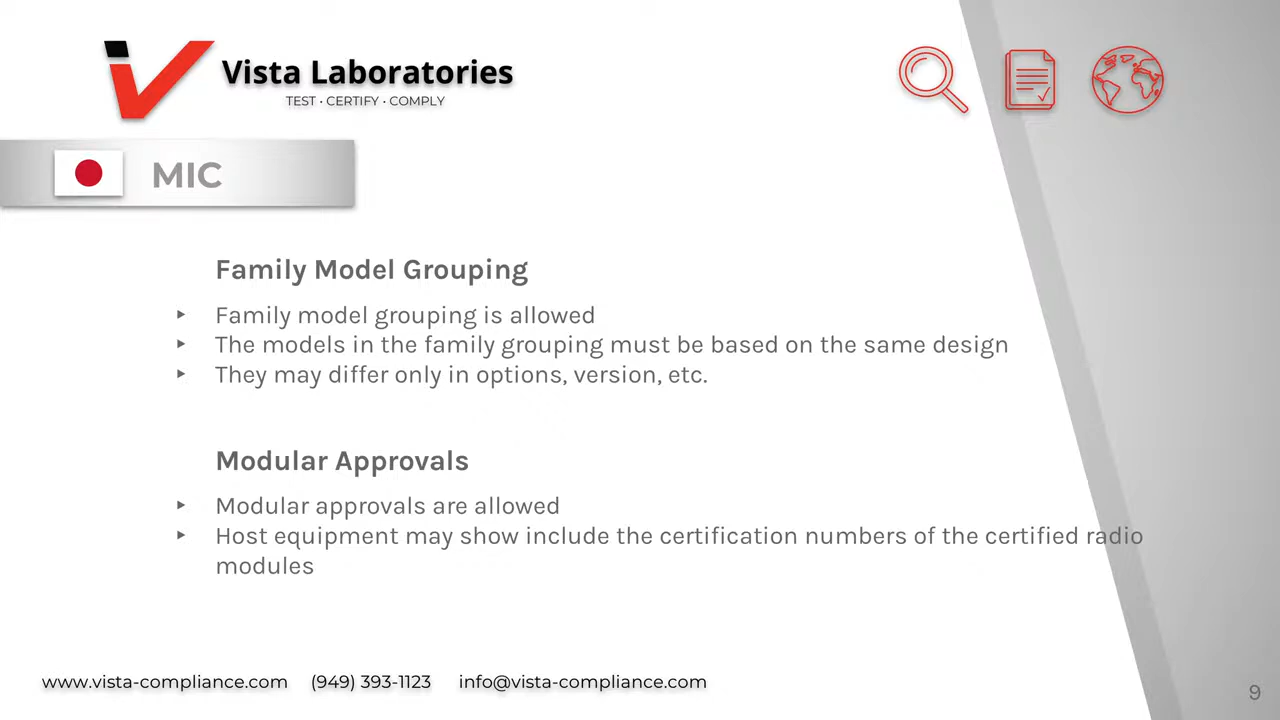 Vista Laboratories
TEST · CERTIFY · COMPLY
MIC
Family Model Grouping
‣ Family model grouping is allowed
‣ The models in the family grouping must be based on the same design
‣ They may differ only in options, version, etc.
Modular Approvals
‣ Modular approvals are allowed
‣ Host equipment may show include the certification numbers of the certified radio
modules
www.vista-compliance.com (949) 393-1123 info@vista-compliance.com
9